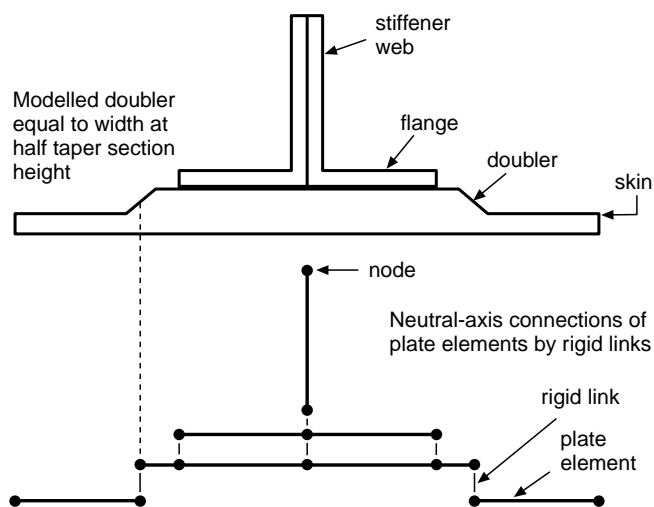 stiffener
web
Modelled doubler
equal to width at
half taper section
height
flange
doubler
skin
node
Neutral-axis connections of
plate elements by rigid links
rigid link
plate
element